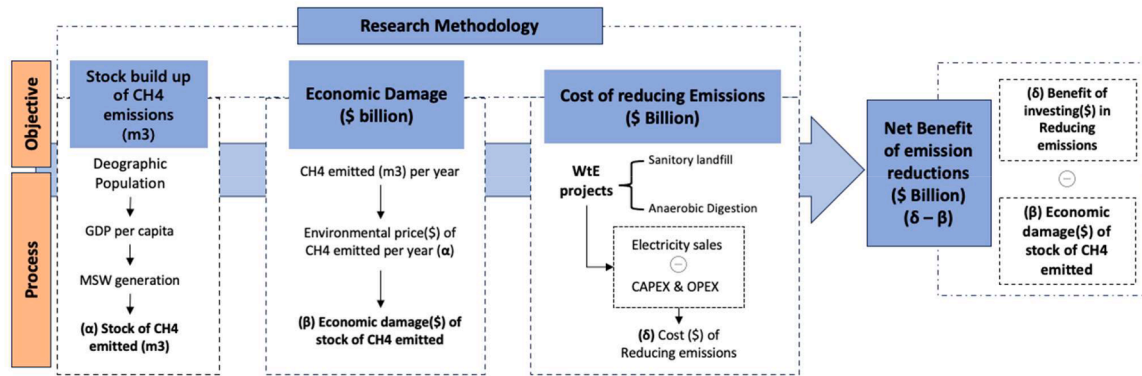 Research Methodology
Objective
Process
Stock build up
of CH4
emissions
(m3)
Deographic
Population
GDP per capita
MSW generation
(α) Stock of CH4
emitted (m3)
Economic Damage
($ billion)
CH4 emitted (m3) per year
Environmental price($) of
CH4 emitted per year (α)
(β) Economic damage($) of
stock of CH4 emitted
Cost of reducing Emissions
($ Billion)
WtE
projects
Sanitory landfill
Anaerobic Digestion
Electricity sales
CAPEX & OPEX
(δ) Cost ($) of
Reducing emissions
Net Benefit
of emission
reductions
($ Billion)
(δ – β)
(δ) Benefit of
investing($) in
Reducing
emissions
(β) Economic
damage($) of
stock of CH4
emitted